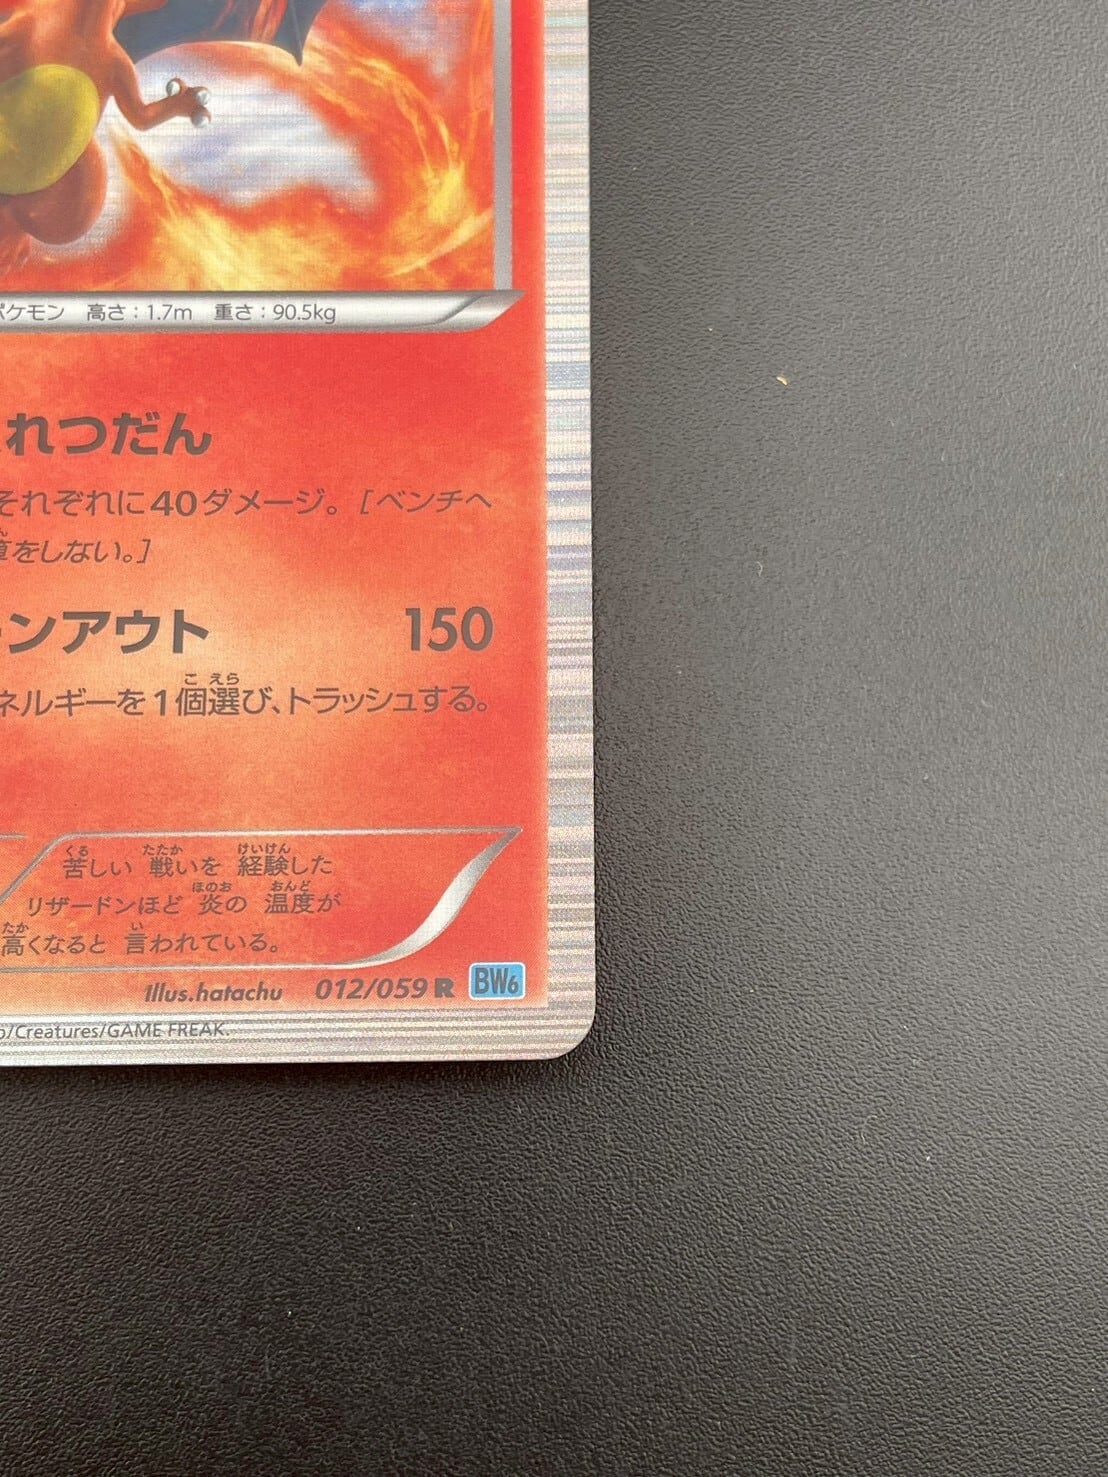 ポケモン 高さ：1.7m 重さ：90.5kg
れつだん
それぞれに40ダメージ。［ベンチへ
算をしない。］
ーンアウト 150
こ えら
ネルギーを1個選び、トラッシュする。
くる たたか けいけん
苦しい 戦いを 経験した
ほのお おんど
リザードンほど 炎の 温度が
たか い
高くなると 言われている。
Illus.hatachu 012/059 R BW6
o/Creatures/GAME FREAK.